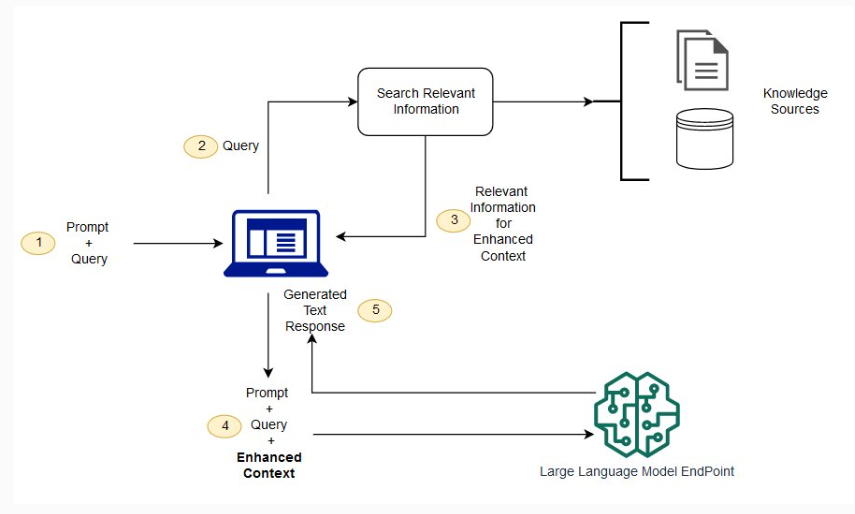 Search Relevant
Information
Knowledge
Sources
2 Query
1
Prompt
+
Query
3
Relevant
Information
for
Enhanced
Context
Generated
Text
Response
5
4
Prompt
+
Query
+
Enhanced
Context
Large Language Model EndPoint